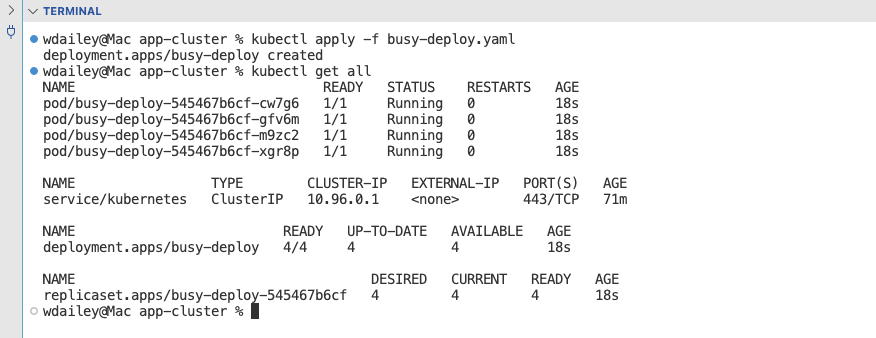 TERMINAL
wdailey@Mac app-cluster % kubectl apply -f busy-deploy.yaml
deployment.apps/busy-deploy created
wdailey@Mac app-cluster % kubectl get all
NAME                               READY   STATUS    RESTARTS   AGE
pod/busy-deploy-545467b6cf-cw7g6   1/1     Running   0          18s
pod/busy-deploy-545467b6cf-gfv6m   1/1     Running   0          18s
pod/busy-deploy-545467b6cf-m9zc2   1/1     Running   0          18s
pod/busy-deploy-545467b6cf-xgr8p   1/1     Running   0          18s
NAME                 TYPE        CLUSTER-IP   EXTERNAL-IP   PORT(S)   AGE
service/kubernetes   ClusterIP   10.96.0.1    <none>        443/TCP   71m
NAME                          READY   UP-TO-DATE   AVAILABLE   AGE
deployment.apps/busy-deploy   4/4     4            4           18s
NAME                                     DESIRED   CURRENT   READY   AGE
replicaset.apps/busy-deploy-545467b6cf   4         4         4       18s
wdailey@Mac app-cluster %